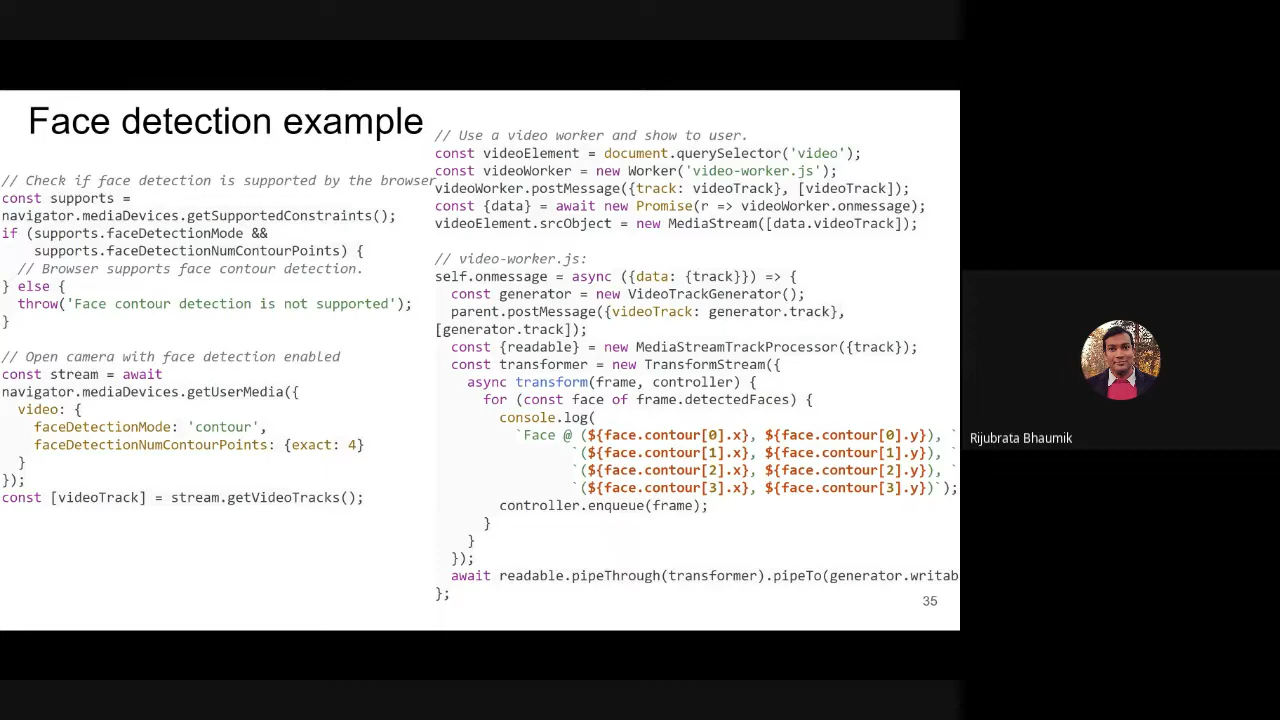 Face detection example
// Check if face detection is supported by the browser
const supports =
navigator.mediaDevices.getSupportedConstraints();
if (supports.faceDetectionMode &&
    supports.faceDetectionNumContourPoints) {
  // Browser supports face contour detection.
} else {
  throw('Face contour detection is not supported');
}
// Open camera with face detection enabled
const stream = await
navigator.mediaDevices.getUserMedia({
  video: {
    faceDetectionMode: 'contour',
    faceDetectionNumContourPoints: {exact: 4}
  }
});
const [videoTrack] = stream.getVideoTracks();
// Use a video worker and show to user.
const videoElement = document.querySelector('video');
const videoWorker = new Worker('video-worker.js');
videoWorker.postMessage({track: videoTrack}, [videoTrack]);
const {data} = await new Promise(r => videoWorker.onmessage);
videoElement.srcObject = new MediaStream([data.videoTrack]);
// video-worker.js:
self.onmessage = async ({data: {track}}) => {
  const generator = new VideoTrackGenerator();
  parent.postMessage({videoTrack: generator.track},
[generator.track]);
  const {readable} = new MediaStreamTrackProcessor({track});
  const transformer = new TransformStream({
    async transform(frame, controller) {
      for (const face of frame.detectedFaces) {
        console.log(
          `Face @ (${face.contour[0].x}, ${face.contour[0].y}), `
                 `(${face.contour[1].x}, ${face.contour[1].y}), `
                 `(${face.contour[2].x}, ${face.contour[2].y}), `
                 `(${face.contour[3].x}, ${face.contour[3].y})`);
        controller.enqueue(frame);
      }
    }
  });
  await readable.pipeThrough(transformer).pipeTo(generator.writab
};
35
Rijubrata Bhaumik